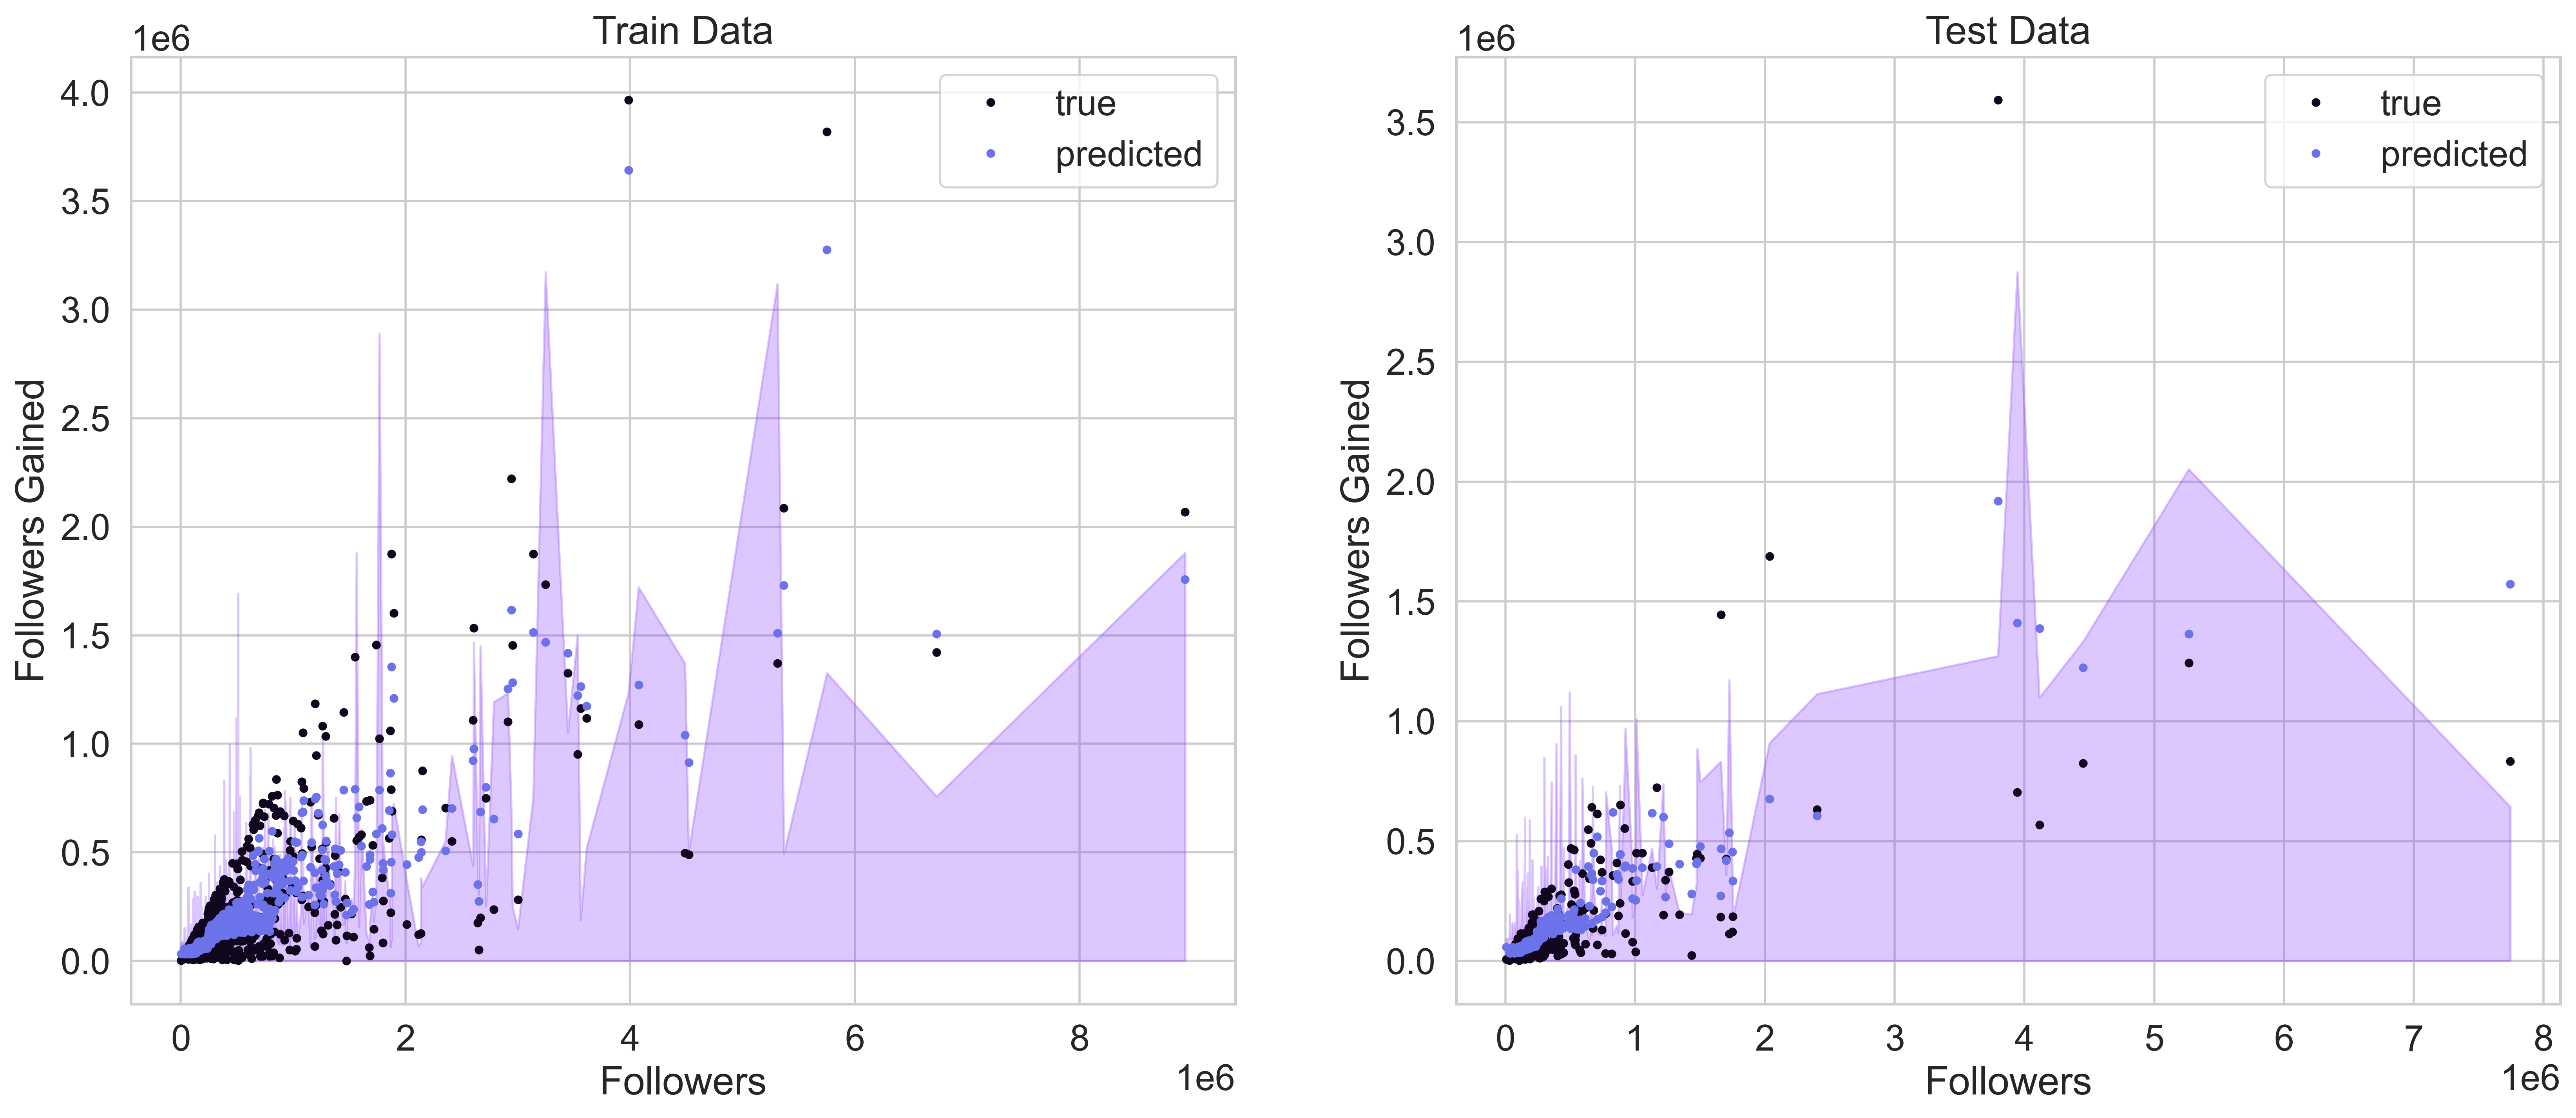 Train Data
1e6
4.0
3.5
3.0
2.5
2.0
1.5
1.0
0.5
0.0
Followers Gained
true
predicted
0 2 4 6 8
Followers
1e6
Test Data
1e6
3.5
3.0
2.5
2.0
1.5
1.0
0.5
0.0
Followers Gained
true
predicted
0 1 2 3 4 5 6 7 8
Followers
1e6